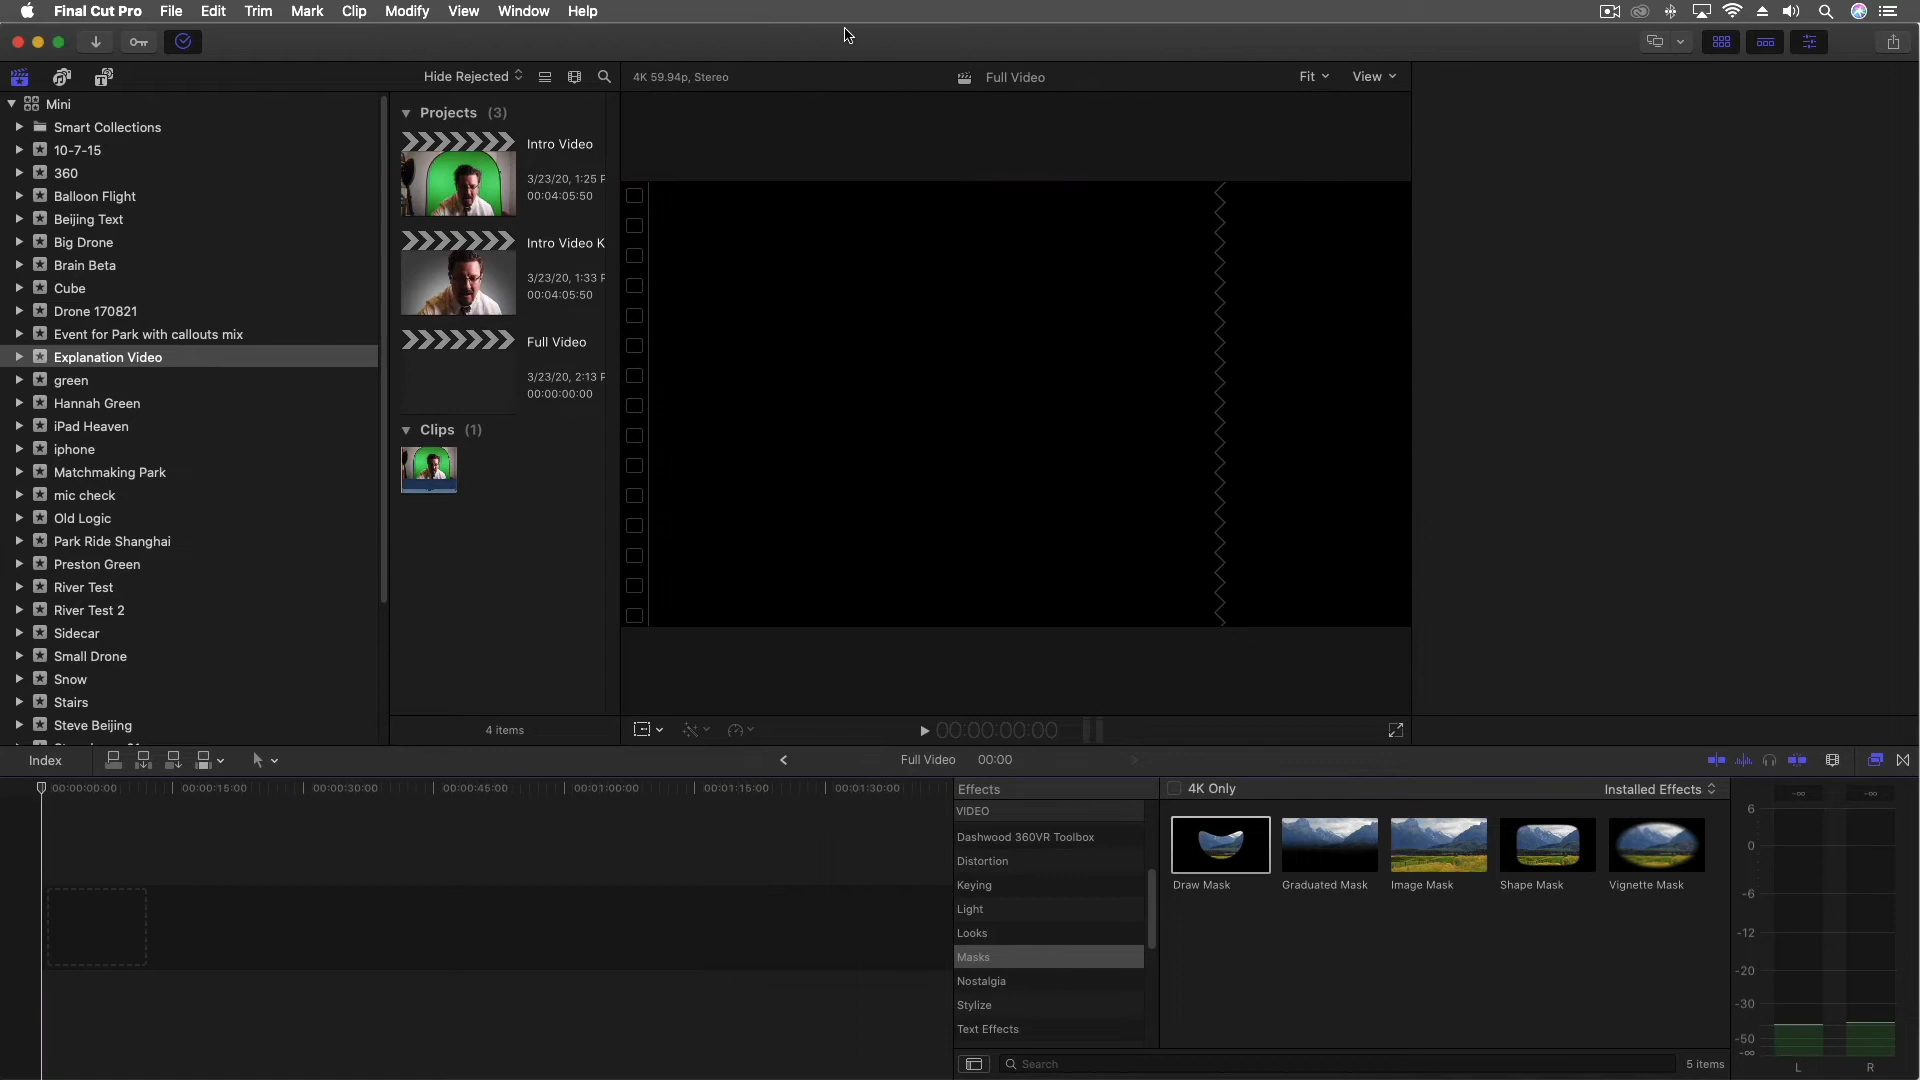 Final Cut Pro File Edit Trim Mark Clip Modify View Window Help
Hide Rejected
4K 59.94p, Stereo
Full Video
Fit
View
Mini
Smart Collections
10-7-15
360
Balloon Flight
Beijing Text
Big Drone
Brain Beta
Cube
Drone 170821
Event for Park with callouts mix
Explanation Video
green
Hannah Green
iPad Heaven
iphone
Matchmaking Park
mic check
Old Logic
Park Ride Shanghai
Preston Green
River Test
River Test 2
Sidecar
Small Drone
Snow
Stairs
Steve Beijing
Projects (3)
Intro Video
3/23/20, 1:25 P
00:04:05:50
Intro Video K
3/23/20, 1:33 P
00:04:05:50
Full Video
3/23/20, 2:13 P
00:00:00:00
Clips (1)
4 items
00:00:00:00
Index
Full Video 00:00
00:00:00:00 00:00:15:00 00:00:30:00 00:00:45:00 00:01:00:00 00:01:15:00 00:01:30:00
Effects
VIDEO
Dashwood 360VR Toolbox
Distortion
Keying
Light
Looks
Masks
Nostalgia
Stylize
Text Effects
4K Only
Installed Effects
Draw Mask
Graduated Mask
Image Mask
Shape Mask
Vignette Mask
Search
5 items
-∞ -∞
6
0
-6
-12
-20
-30
-50
-∞
L R